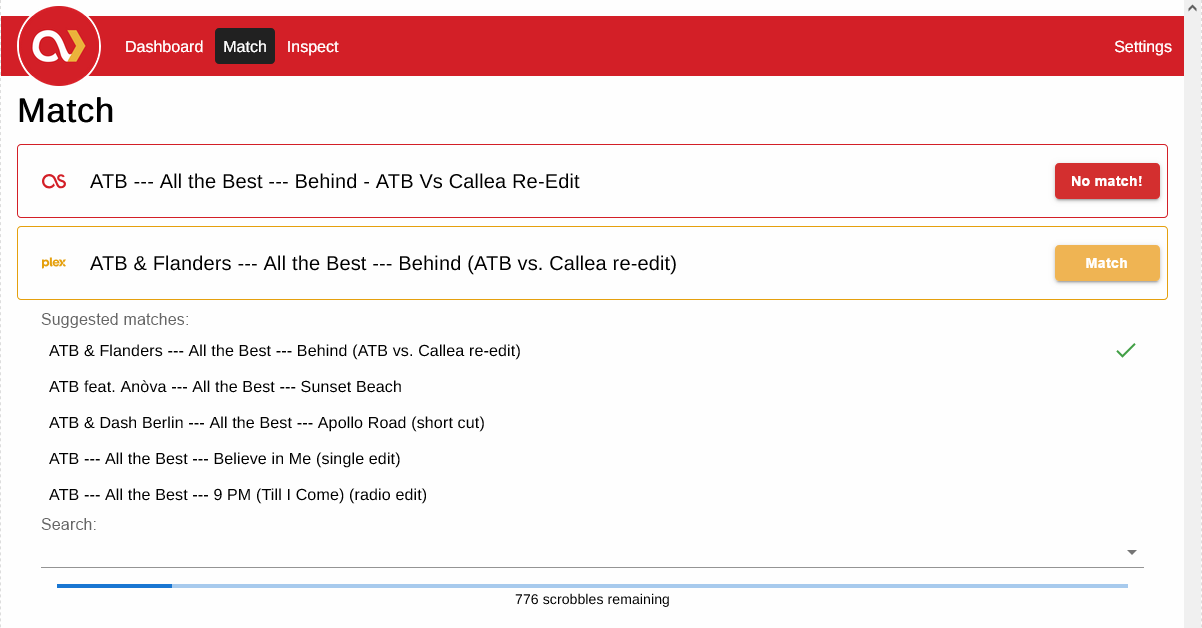 Dashboard Match Inspect Settings
Match
ATB --- All the Best --- Behind - ATB Vs Callea Re-Edit No match!
plex ATB & Flanders --- All the Best --- Behind (ATB vs. Callea re-edit) Match
Suggested matches:
ATB & Flanders --- All the Best --- Behind (ATB vs. Callea re-edit)
ATB feat. Anòva --- All the Best --- Sunset Beach
ATB & Dash Berlin --- All the Best --- Apollo Road (short cut)
ATB --- All the Best --- Believe in Me (single edit)
ATB --- All the Best --- 9 PM (Till I Come) (radio edit)
Search:
776 scrobbles remaining